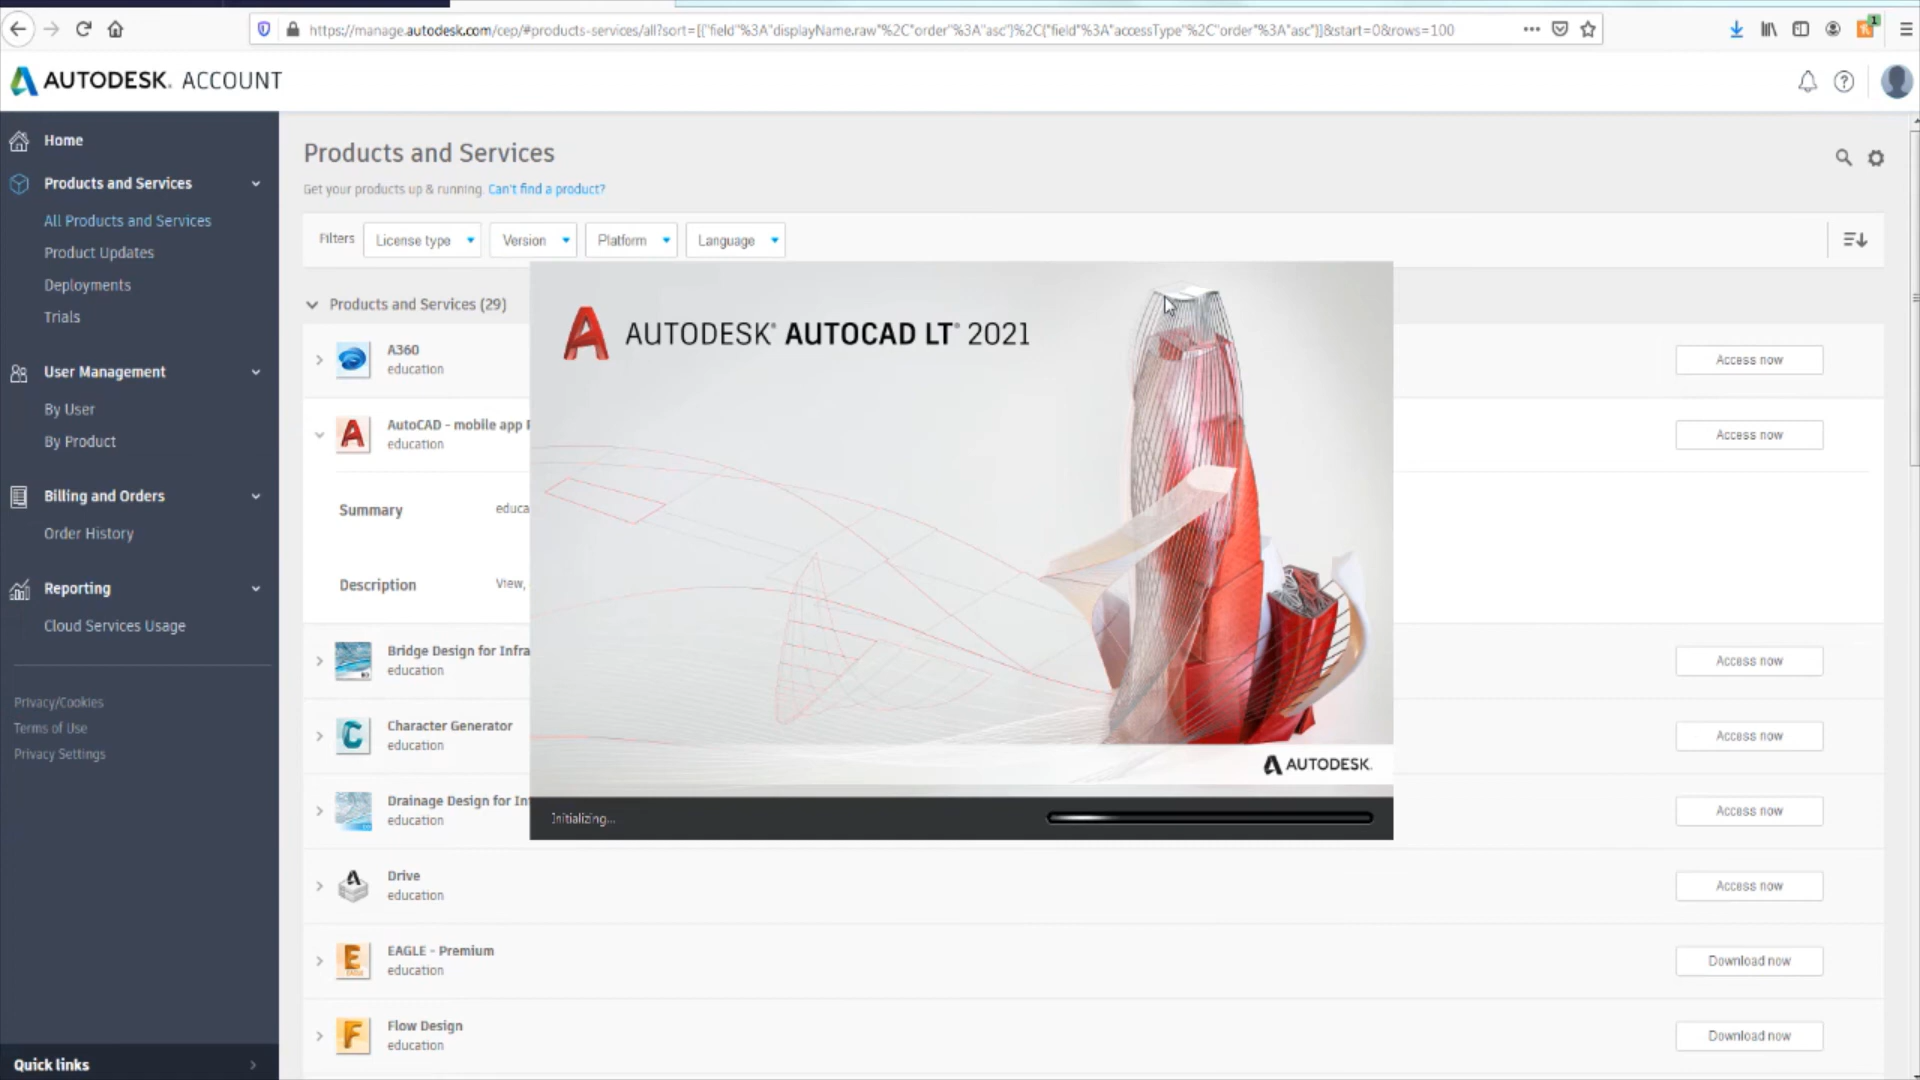 https://manage.autodesk.com/cep/#products-services/all?sort=[{"field"%3A"displayName.raw"%2C"order"%3A"asc"}%2C{"field"%3A"accessType"%2C"order"%3A"asc"}]&start=0&rows=100
1
AUTODESK. ACCOUNT
Home
Products and Services
All Products and Services
Product Updates
Deployments
Trials
User Management
By User
By Product
Billing and Orders
Order History
Reporting
Cloud Services Usage
Privacy/Cookies
Terms of Use
Privacy Settings
Quick links
Products and Services
Get your products up & running. Can't find a product?
Filters
License type
Version
Platform
Language
Products and Services (29)
A360
education
Access now
AutoCAD - mobile app
education
Access now
Summary
educa
Description
View,
Bridge Design for Infra
education
Access now
Character Generator
education
Access now
Drainage Design for In
education
Access now
Drive
education
Access now
EAGLE - Premium
education
Download now
Flow Design
education
Download now
AUTODESK® AUTOCAD LT® 2021
AUTODESK.
Initializing...